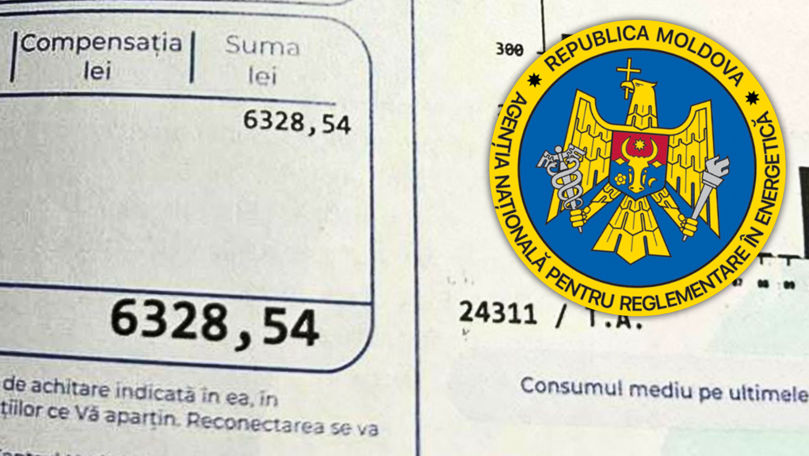 Compensația
lei
Suma
lei
6328,54
6328,54
de achitare indicată în ea, în
țiilor ce Vă aparțin. Reconectarea se va
300
24311 / T.A.
Consumul mediu pe ultimele
REPUBLICA MOLDOVA
AGENȚIA NAȚIONALĂ PENTRU REGLEMENTARE ÎN ENERGETICĂ